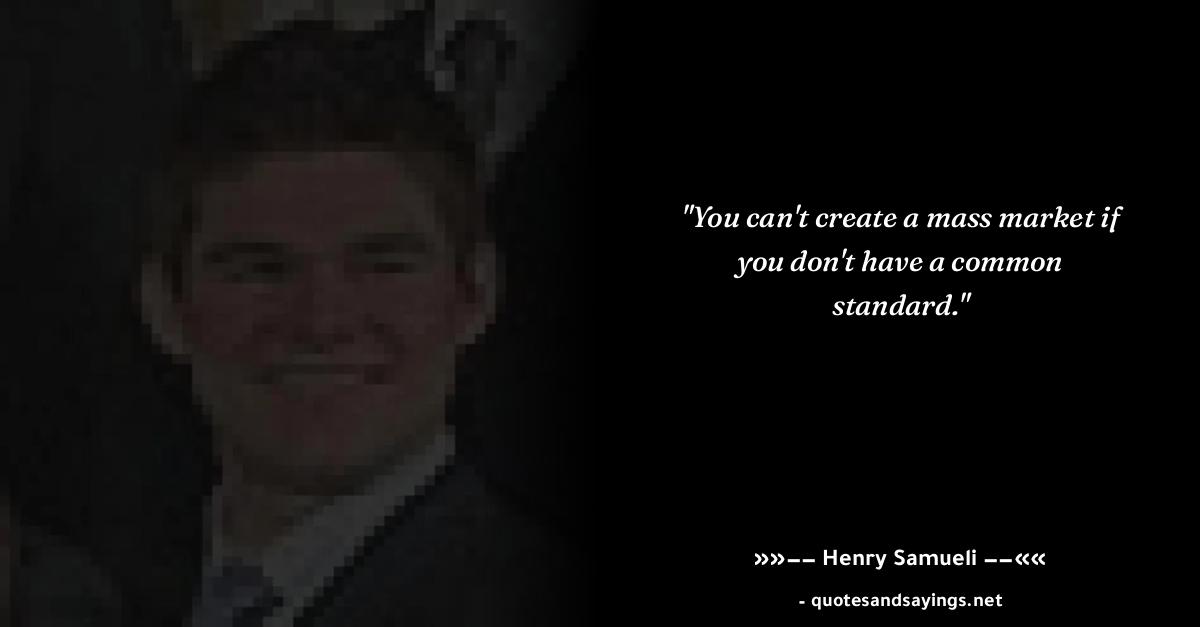 "You can't create a mass market if
you don't have a common
standard."
»»−− Henry Samueli −−««
- quotesandsayings.net